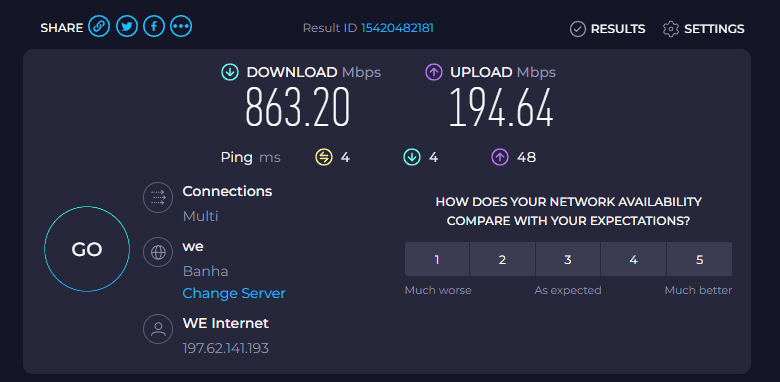 SHARE
Result ID 15420482181
RESULTS
SETTINGS
DOWNLOAD Mbps
863.20
UPLOAD Mbps
194.64
Ping ms
4
4
48
GO
Connections
Multi
we
Banha
Change Server
WE Internet
197.62.141.193
HOW DOES YOUR NETWORK AVAILABILITY
COMPARE WITH YOUR EXPECTATIONS?
1
2
3
4
5
Much worse
As expected
Much better